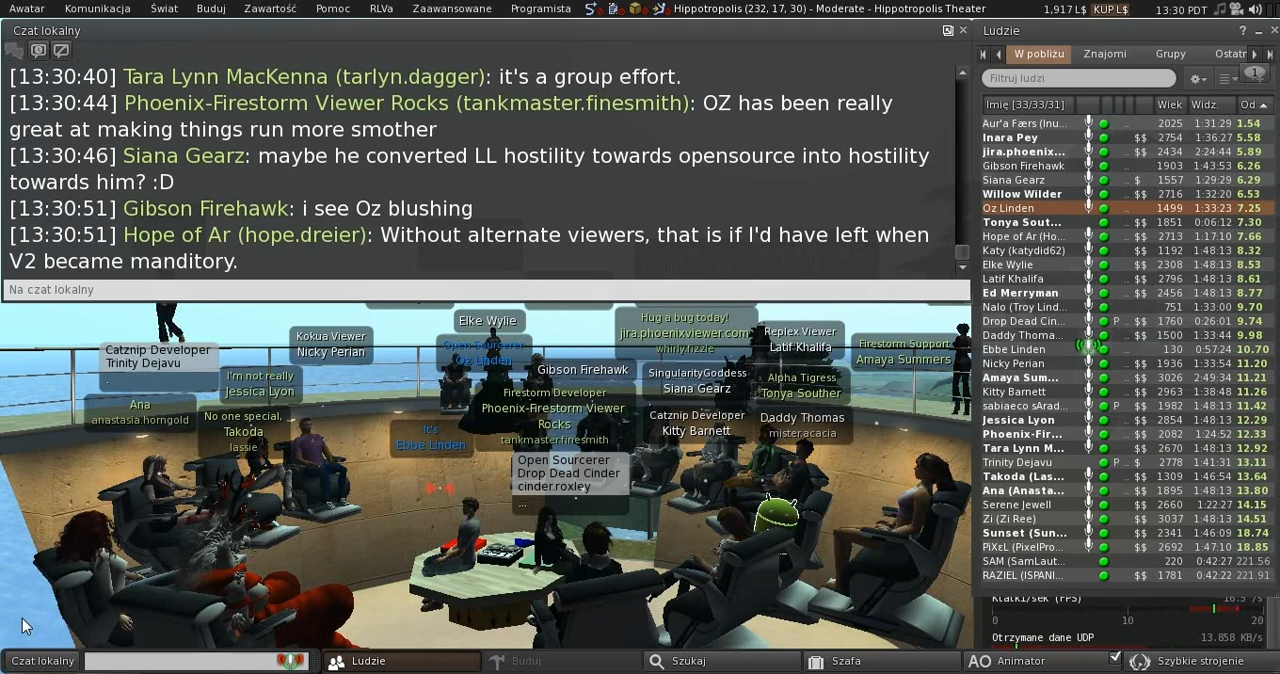 Awatar Komunikacja Świat Buduj Zawartość Pomoc RLVa Zaawansowane Programista Hippotropolis (232, 17, 30) - Moderate - Hippotropolis Theater 1,917 L$ KUP L$ 13:30 PDT
Czat lokalny
[13:30:40] Tara Lynn MacKenna (tarlyn.dagger): it's a group effort.
[13:30:44] Phoenix-Firestorm Viewer Rocks (tankmaster.finesmith): OZ has been really
great at making things run more smother
[13:30:46] Siana Gearz: maybe he converted LL hostility towards opensource into hostility
towards him? :D
[13:30:51] Gibson Firehawk: i see Oz blushing
[13:30:51] Hope of Ar (hope.dreier): Without alternate viewers, that is if I'd have left when
V2 became manditory.
Na czat lokalny
Catznip Developer
Trinity Dejavu
.
Kokua Viewer
Nicky Perian
Elke Wylie
Open Sourcerer
Oz Linden
Hug a bug today!
jira.phoenixviewer.com
whirly.fizzle
Replex Viewer
Latif Khalifa
Firestorm Support
Amaya Summers
I'm not really
Jessica Lyon
Gibson Firehawk
SingularityGoddess
Siana Gearz
Alpha Tigress
Tonya Souther
Ana
anastasia.horngold
No one special,
Takoda
lassie
It's
Ebbe Linden
Firestorm Developer
Phoenix-Firestorm Viewer
Rocks
tankmaster.finesmith
Catznip Developer
Kitty Barnett
Daddy Thomas
mister.acacia
Open Sourcerer
Drop Dead Cinder
cinder.roxley
...
Ludzie
W pobliżu Znajomi Grupy Ostatn
Filtruj ludzi
1
Imię [33/33/31] Wiek Widz. Od
Aur'a Færs (Inu... .. 2025 1:31:29 1.54
Inara Pey $$ 2754 1:36:27 5.58
jira.phoenix... .. $$ 2434 2:24:44 5.89
Gibson Firehawk .. 1903 1:43:53 6.26
Siana Gearz .. $ 1557 1:29:29 6.29
Willow Wilder .. $$ 2716 1:32:20 6.53
Oz Linden .. 1499 1:33:23 7.25
Tonya Sout... .. $$ 1851 0:06:12 7.30
Hope of Ar (Ho... $$ 2713 1:17:10 7.66
Katy (katydid62) $$ 1192 1:48:13 8.32
Elke Wylie $$ 2308 1:48:13 8.53
Latif Khalifa $$ 2796 1:48:13 8.61
Ed Merryman $$ 2456 1:48:13 8.77
Nalo (Troy Lind... 751 1:33:00 9.70
Drop Dead Cin... P .. $$ 1760 0:26:01 9.74
Daddy Thoma... .. $$ 1500 1:33:44 9.98
Ebbe Linden .. 130 0:57:24 10.70
Nicky Perian .. $$ 1936 1:33:54 11.20
Amaya Sum... $$ 3026 2:49:34 11.21
Kitty Barnett $$ 2963 1:38:48 11.26
sabiaeco sArad... P $$ 1982 1:48:13 11.42
Jessica Lyon $$ 2854 1:48:13 12.29
Phoenix-Fir... $$ 2082 1:24:52 12.33
Tara Lynn M... $$ 2670 1:48:13 12.92
Trinity Dejavu P .. $ 2778 1:41:31 13.11
Takoda (Las... $$ 1309 1:46:54 13.64
Ana (Anasta... $$ 1895 1:48:13 13.80
Serene Jewell $$ 2660 1:22:27 14.15
Zi (Zi Ree) $$ 3037 1:48:13 14.51
Sunset (Sun... $$ 2341 1:46:09 18.74
PiXεL (PixelPro... $$ 2692 1:47:10 18.85
SAM (SamLaut... 220 0:42:27 221.56
RAZIEL (ISPANI... $$ 1781 0:42:22 221.91
Klatki/sek (FPS) 16.5 /s
0 10 20
Otrzymane dane UDP 13.858 KB/s
Czat lokalny Ludzie Buduj Szukaj Szafa AO Animator Szybkie strojenie